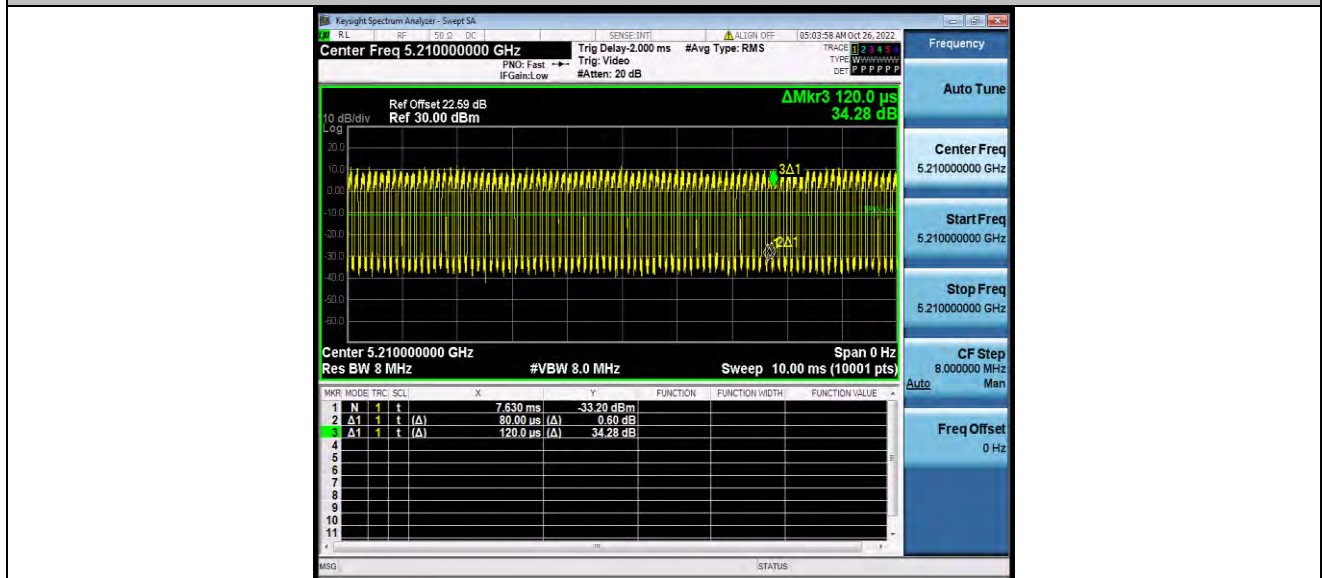 Keysight Spectrum Analyzer - Swept SA
RL RF 50 Ω DC SENSE:INT ALIGN OFF 05:03:58 AM Oct 26, 2022
Center Freq 5.210000000 GHz Trig Delay-2.000 ms #Avg Type: RMS TRACE 1 2 3 4 5 6
PNO: Fast Trig: Video TYPE WWWWWW
IFGain:Low #Atten: 20 dB DET P P P P P P
Frequency
ΔMkr3 120.0 µs
34.28 dB
Ref Offset 22.59 dB
10 dB/div Ref 30.00 dBm
Log
20.0
10.0
0.00
-10.0
-20.0
-30.0
-40.0
-50.0
-60.0
3Δ1
2Δ1
Center 5.210000000 GHz Span 0 Hz
Res BW 8 MHz #VBW 8.0 MHz Sweep 10.00 ms (10001 pts)
MKR MODE TRC SCL X Y FUNCTION FUNCTION WIDTH FUNCTION VALUE
1 N 1 t 7.630 ms -33.20 dBm
2 Δ1 1 t (Δ) 80.00 µs (Δ) 0.60 dB
3 Δ1 1 t (Δ) 120.0 µs (Δ) 34.28 dB
4
5
6
7
8
9
10
11
MSG STATUS
Auto Tune
Center Freq
5.210000000 GHz
Start Freq
5.210000000 GHz
Stop Freq
5.210000000 GHz
CF Step
8.000000 MHz
Auto Man
Freq Offset
0 Hz